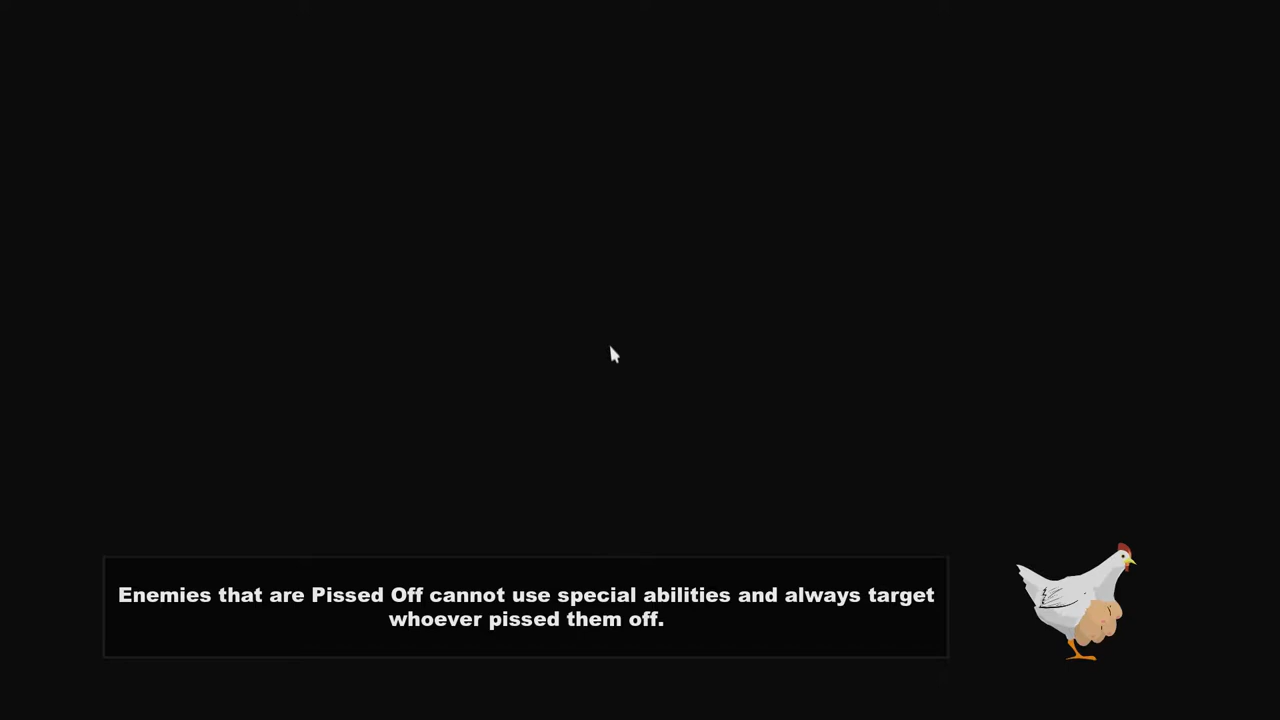 Enemies that are Pissed Off cannot use special abilities and always target
whoever pissed them off.